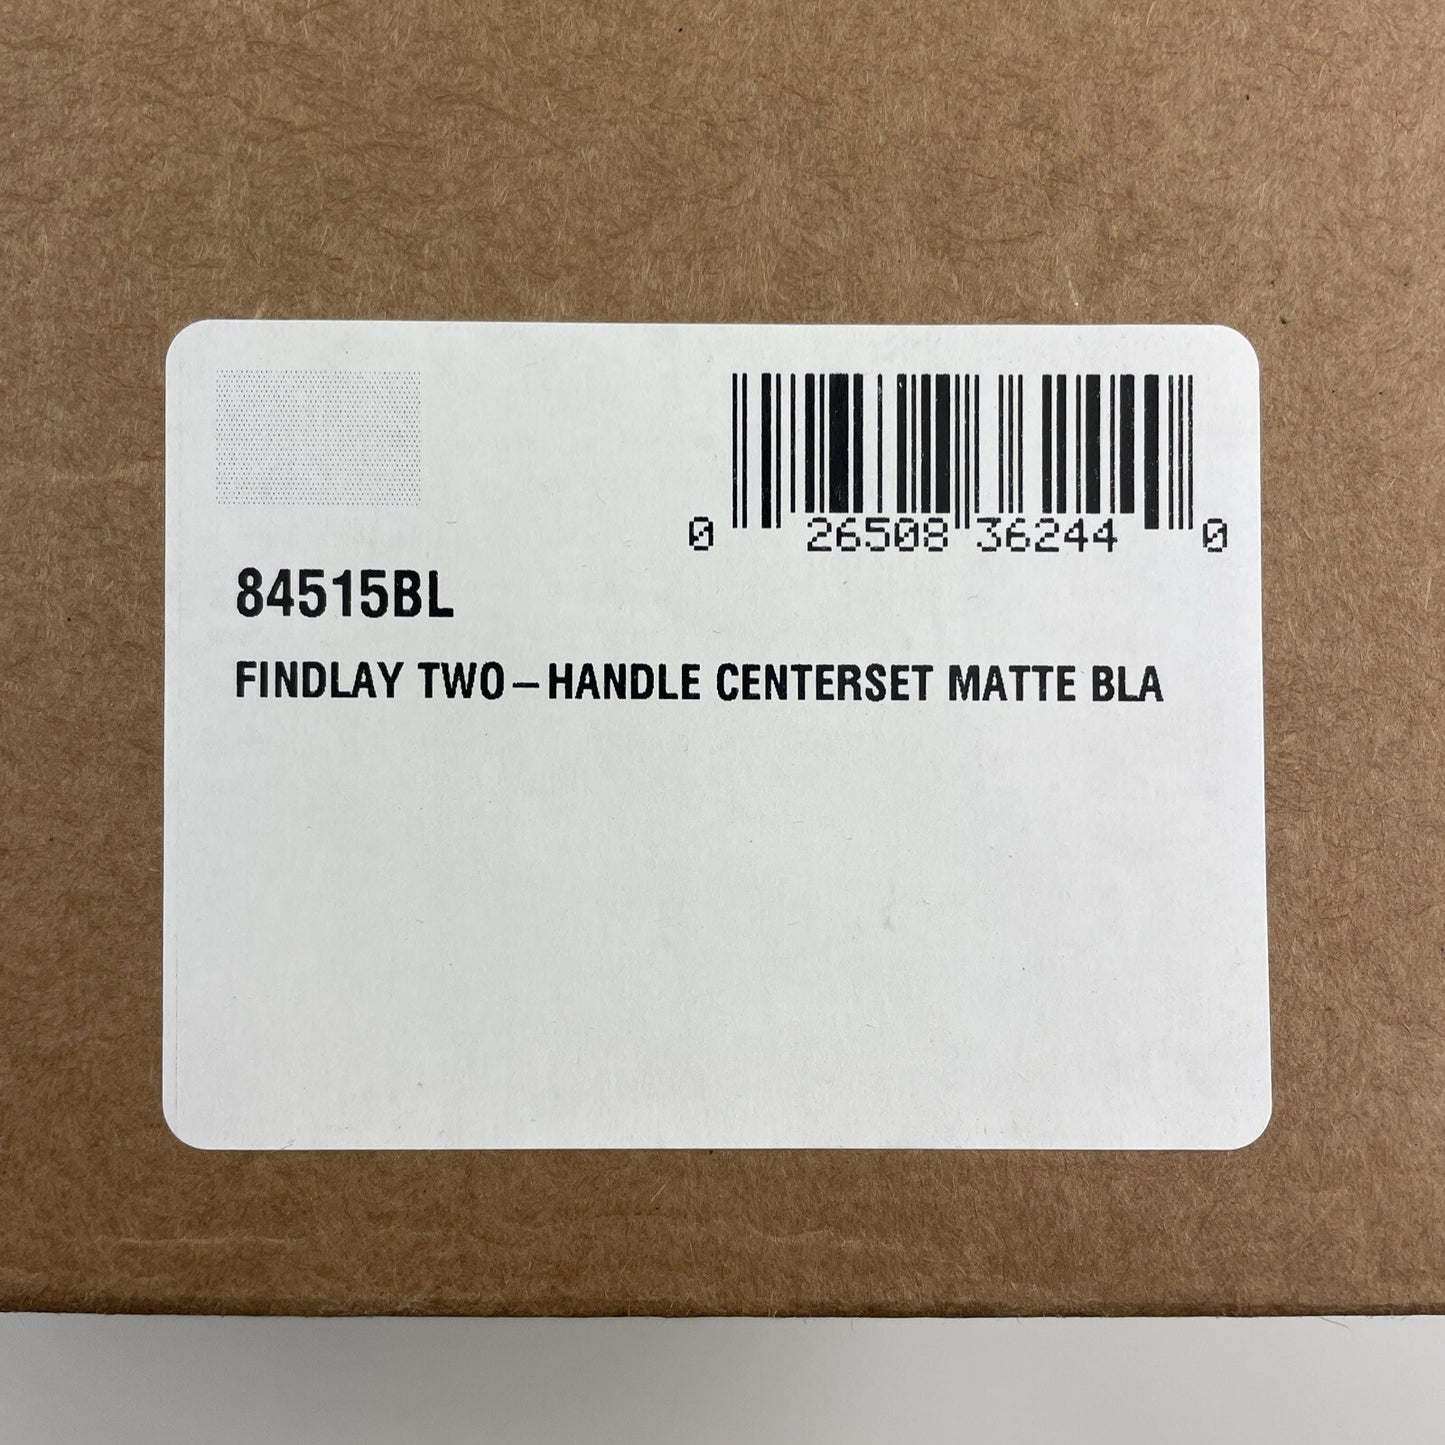 0 26508 36244 0
84515BL
FINDLAY TWO–HANDLE CENTERSET MATTE BLA